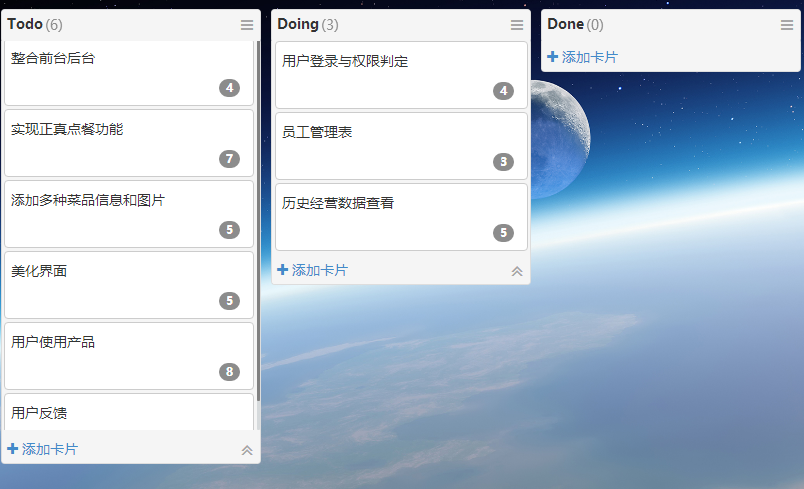 Todo (6)
整合前台后台
4
实现正真点餐功能
7
添加多种菜品信息和图片
5
美化界面
5
用户使用产品
8
用户反馈
添加卡片
Doing (3)
用户登录与权限判定
4
员工管理表
3
历史经营数据查看
5
添加卡片
Done (0)
添加卡片